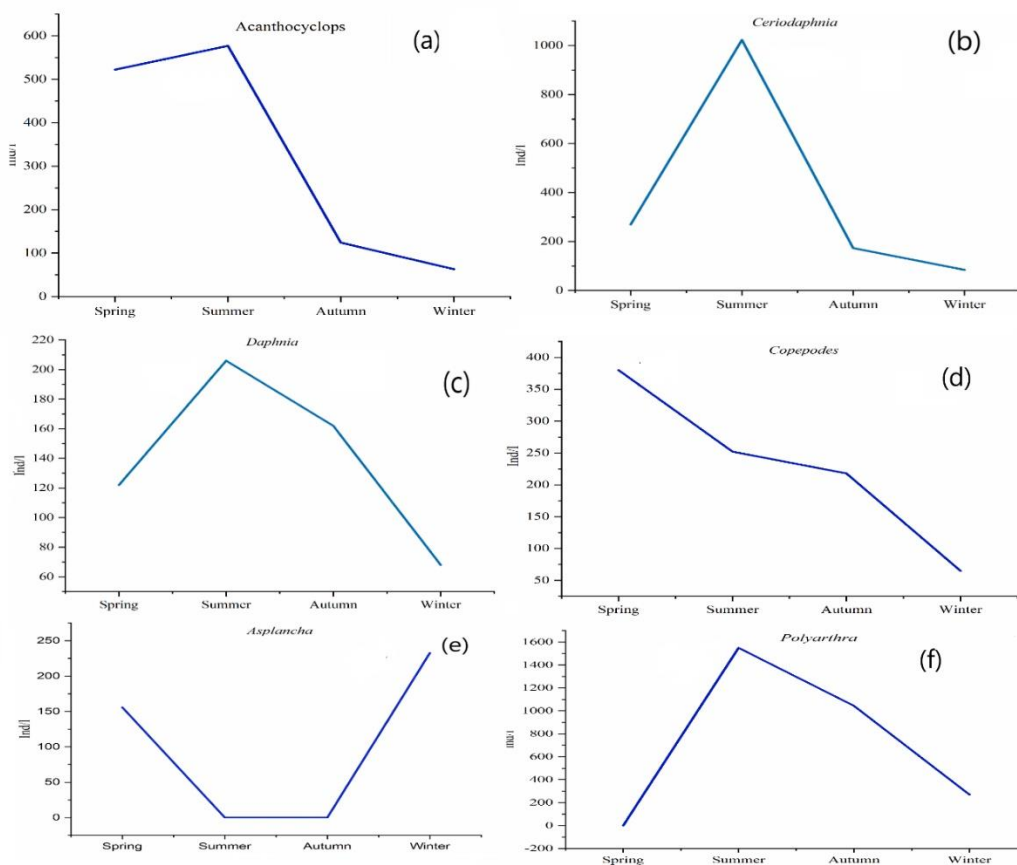 Acanthocyclops
(a)
600
500
400
300
200
100
0
Ind/l
Spring Summer Autumn Winter
Ceriodaphnia
(b)
1000
800
600
400
200
0
Ind/l
Spring Summer Autumn Winter
Daphnia
(c)
220
200
180
160
140
120
100
80
60
Ind/l
Spring Summer Autumn Winter
Copepodes
(d)
400
350
300
250
200
150
100
50
Ind/l
Spring Summer Autumn Winter
Asplancha
(e)
250
200
150
100
50
0
Ind/l
Spring Summer Autumn Winter
Polyarthra
(f)
1600
1400
1200
1000
800
600
400
200
0
-200
Ind/l
Spring Summer Autumn Winter